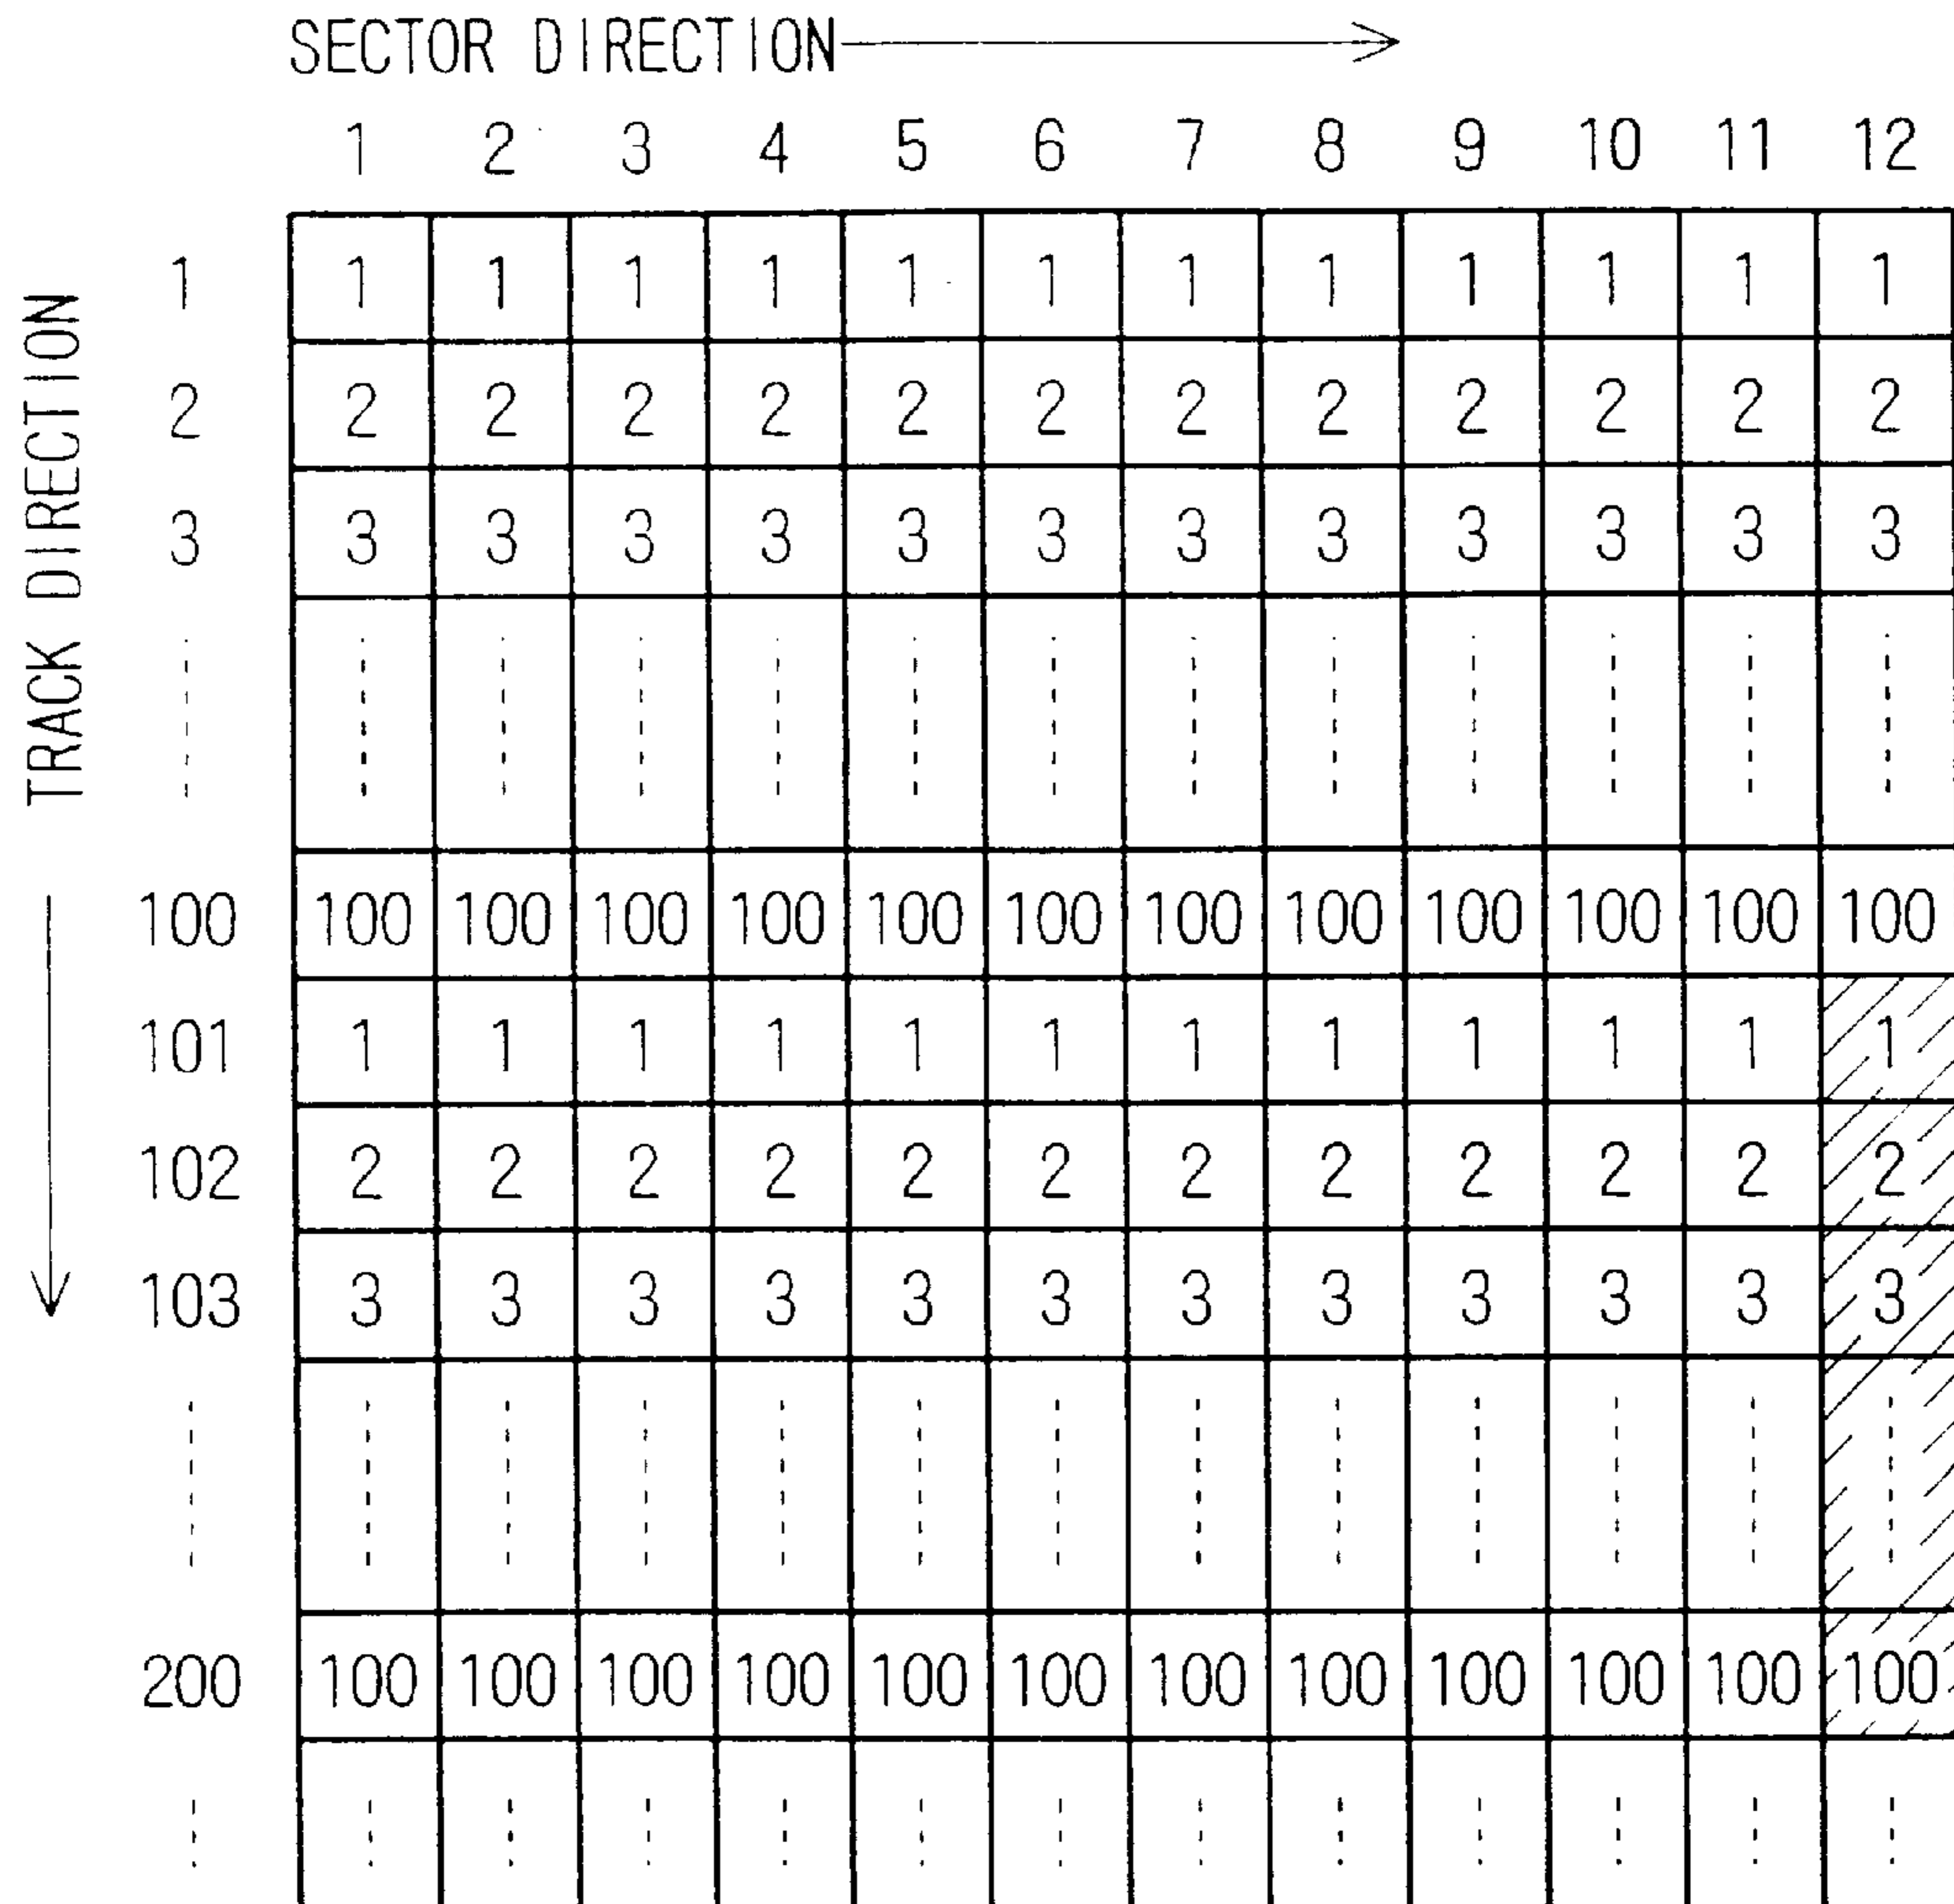 SECTOR DIRECTION
1 2 3 4 5 6 7 8 9 10 11 12
TRACK DIRECTION
1 1 1 1 1 1 1 1 1 1 1 1 1
2 2 2 2 2 2 2 2 2 2 2 2 2
3 3 3 3 3 3 3 3 3 3 3 3 3
100 100 100 100 100 100 100 100 100 100 100 100 100
101 1 1 1 1 1 1 1 1 1 1 1 1
102 2 2 2 2 2 2 2 2 2 2 2 2
103 3 3 3 3 3 3 3 3 3 3 3 3
200 100 100 100 100 100 100 100 100 100 100 100 100